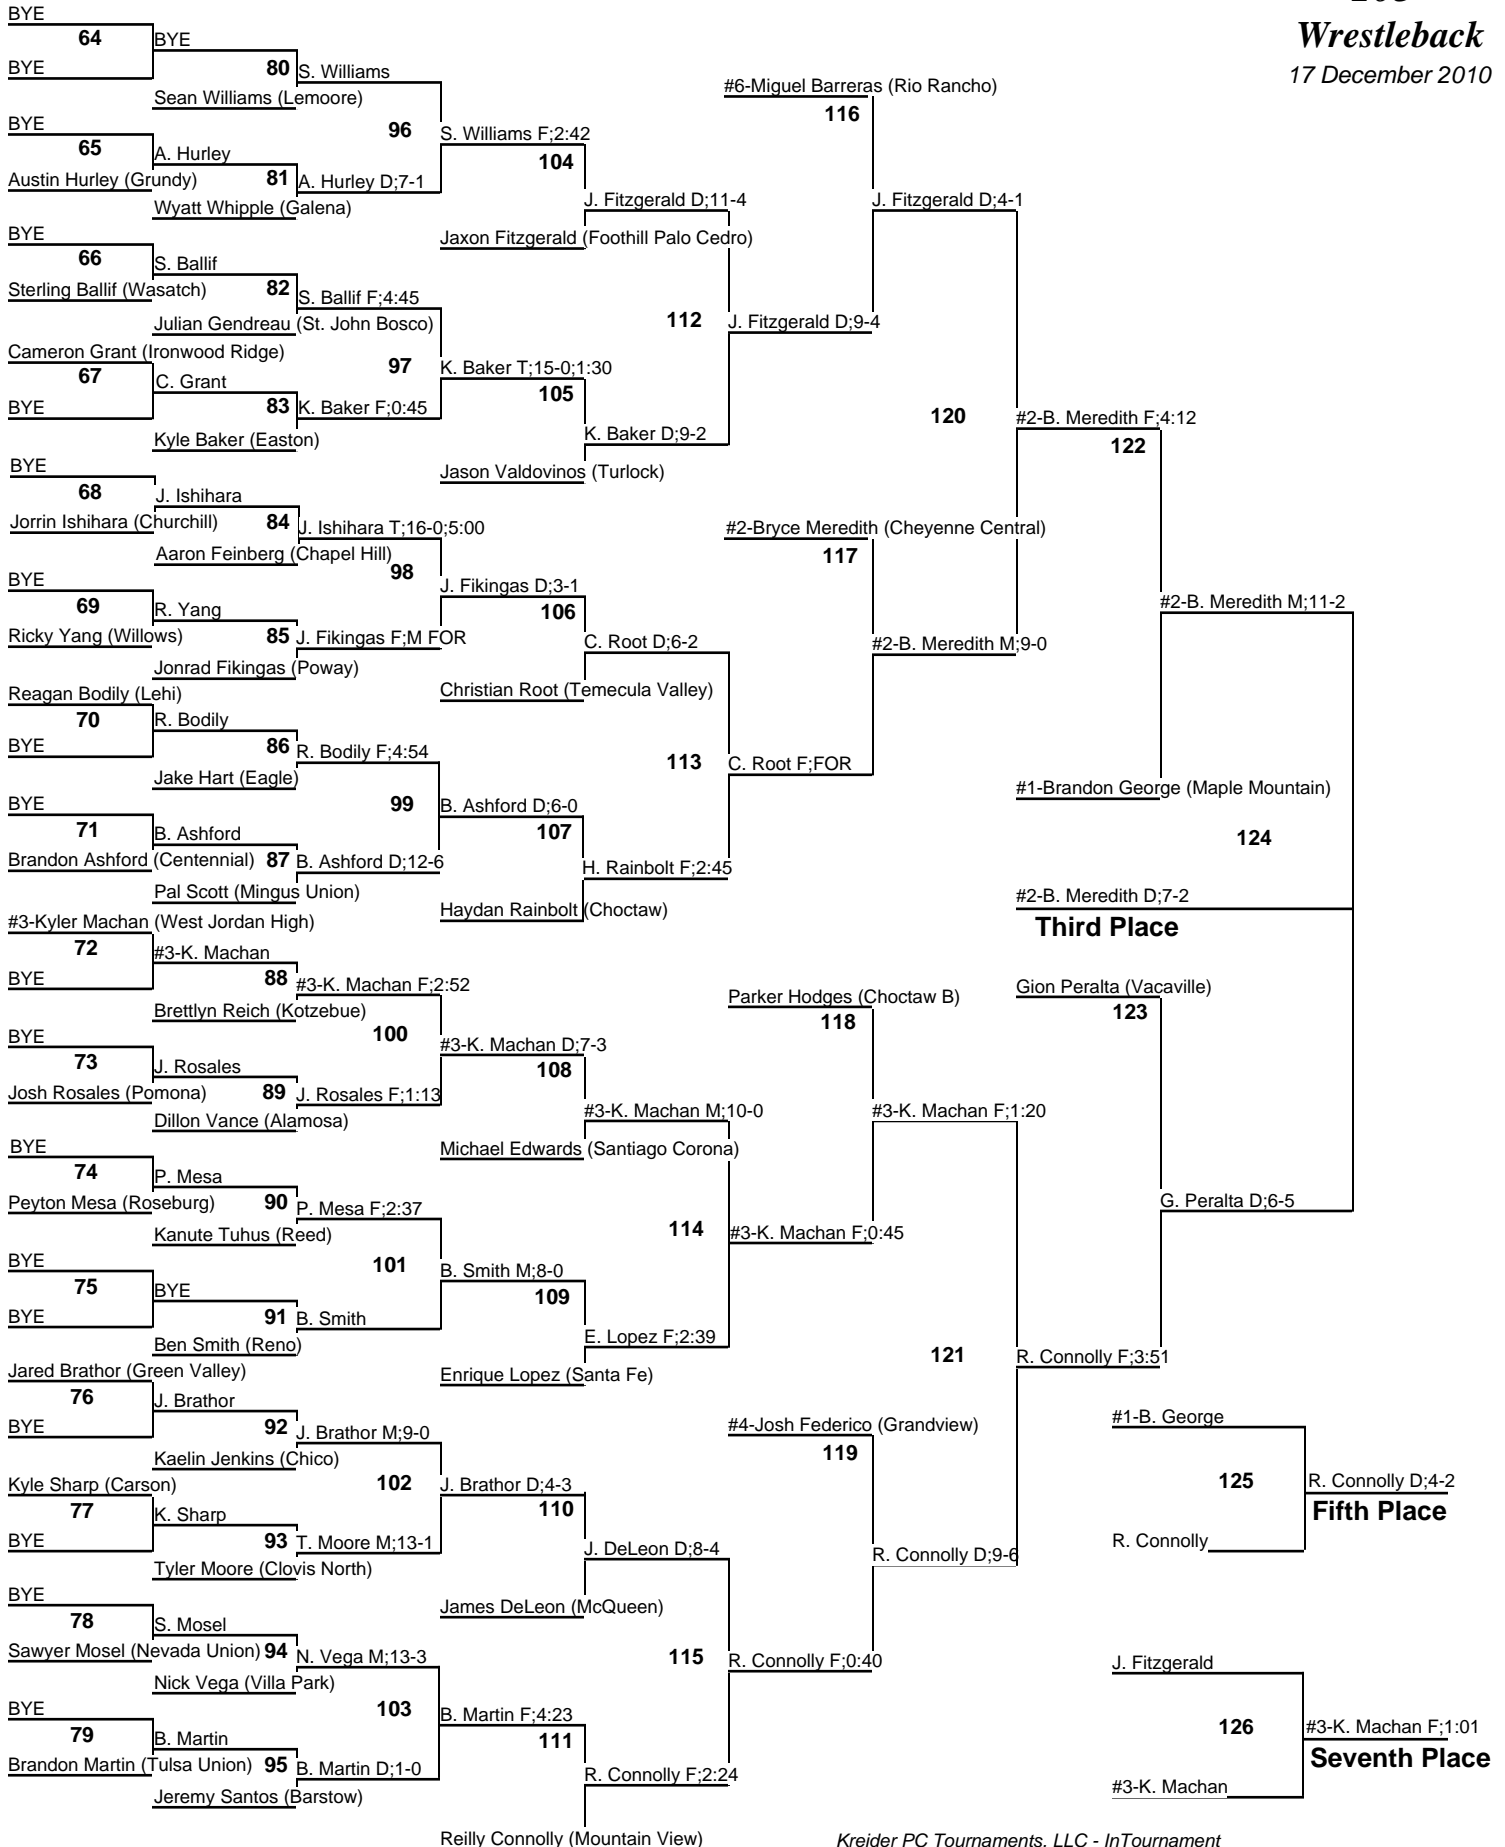 Wrestleback
17 December 2010
BYE
64
BYE
BYE
80
S. Williams
Sean Williams (Lemoore)
96
BYE
65
A. Hurley
Austin Hurley (Grundy)
81
A. Hurley D;7-1
Wyatt Whipple (Galena)
S. Williams F;2:42
104
J. Fitzgerald D;11-4
Jaxon Fitzgerald (Foothill Palo Cedro)
#6-Miguel Barreras (Rio Rancho)
116
J. Fitzgerald D;4-1
BYE
66
S. Ballif
Sterling Ballif (Wasatch)
82
S. Ballif F;4:45
Julian Gendreau (St. John Bosco)
112
J. Fitzgerald D;9-4
Cameron Grant (Ironwood Ridge)
67
C. Grant
97
K. Baker T;15-0;1:30
105
BYE
83
K. Baker F;0:45
Kyle Baker (Easton)
K. Baker D;9-2
Jason Valdovinos (Turlock)
120
#2-B. Meredith F;4:12
122
BYE
68
J. Ishihara
Jorrin Ishihara (Churchill)
84
J. Ishihara T;16-0;5:00
Aaron Feinberg (Chapel Hill)
98
#2-Bryce Meredith (Cheyenne Central)
117
BYE
69
R. Yang
Ricky Yang (Willows)
85
J. Fikingas F;M FOR
Jonrad Fikingas (Poway)
J. Fikingas D;3-1
106
C. Root D;6-2
Christian Root (Temecula Valley)
#2-B. Meredith M;9-0
#2-B. Meredith M;11-2
Reagan Bodily (Lehi)
70
R. Bodily
BYE
86
R. Bodily F;4:54
Jake Hart (Eagle)
113
C. Root F;FOR
99
B. Ashford D;6-0
107
BYE
71
B. Ashford
Brandon Ashford (Centennial)
87
B. Ashford D;12-6
Pal Scott (Mingus Union)
H. Rainbolt F;2:45
Haydan Rainbolt (Choctaw)
#1-Brandon George (Maple Mountain)
124
#2-B. Meredith D;7-2
Third Place
#3-Kyler Machan (West Jordan High)
72
#3-K. Machan
BYE
88
#3-K. Machan F;2:52
Brettlyn Reich (Kotzebue)
100
Parker Hodges (Choctaw B)
118
Gion Peralta (Vacaville)
123
BYE
73
J. Rosales
Josh Rosales (Pomona)
89
J. Rosales F;1:13
Dillon Vance (Alamosa)
#3-K. Machan D;7-3
108
#3-K. Machan M;10-0
Michael Edwards (Santiago Corona)
#3-K. Machan F;1:20
BYE
74
P. Mesa
Peyton Mesa (Roseburg)
90
P. Mesa F;2:37
Kanute Tuhus (Reed)
114
#3-K. Machan F;0:45
G. Peralta D;6-5
101
B. Smith M;8-0
109
BYE
75
BYE
BYE
91
B. Smith
Ben Smith (Reno)
E. Lopez F;2:39
Enrique Lopez (Santa Fe)
121
R. Connolly F;3:51
Jared Brathor (Green Valley)
76
J. Brathor
BYE
92
J. Brathor M;9-0
Kaelin Jenkins (Chico)
#4-Josh Federico (Grandview)
119
#1-B. George
125
R. Connolly D;4-2
Fifth Place
R. Connolly
Kyle Sharp (Carson)
77
K. Sharp
102
J. Brathor D;4-3
110
BYE
93
T. Moore M;13-1
Tyler Moore (Clovis North)
J. DeLeon D;8-4
James DeLeon (McQueen)
R. Connolly D;9-6
BYE
78
S. Mosel
Sawyer Mosel (Nevada Union)
94
N. Vega M;13-3
Nick Vega (Villa Park)
115
R. Connolly F;0:40
J. Fitzgerald
103
B. Martin F;4:23
111
BYE
79
B. Martin
Brandon Martin (Tulsa Union)
95
B. Martin D;1-0
Jeremy Santos (Barstow)
R. Connolly F;2:24
126
#3-K. Machan F;1:01
Seventh Place
#3-K. Machan
Reilly Connolly (Mountain View)
Kreider PC Tournaments, LLC - InTournament